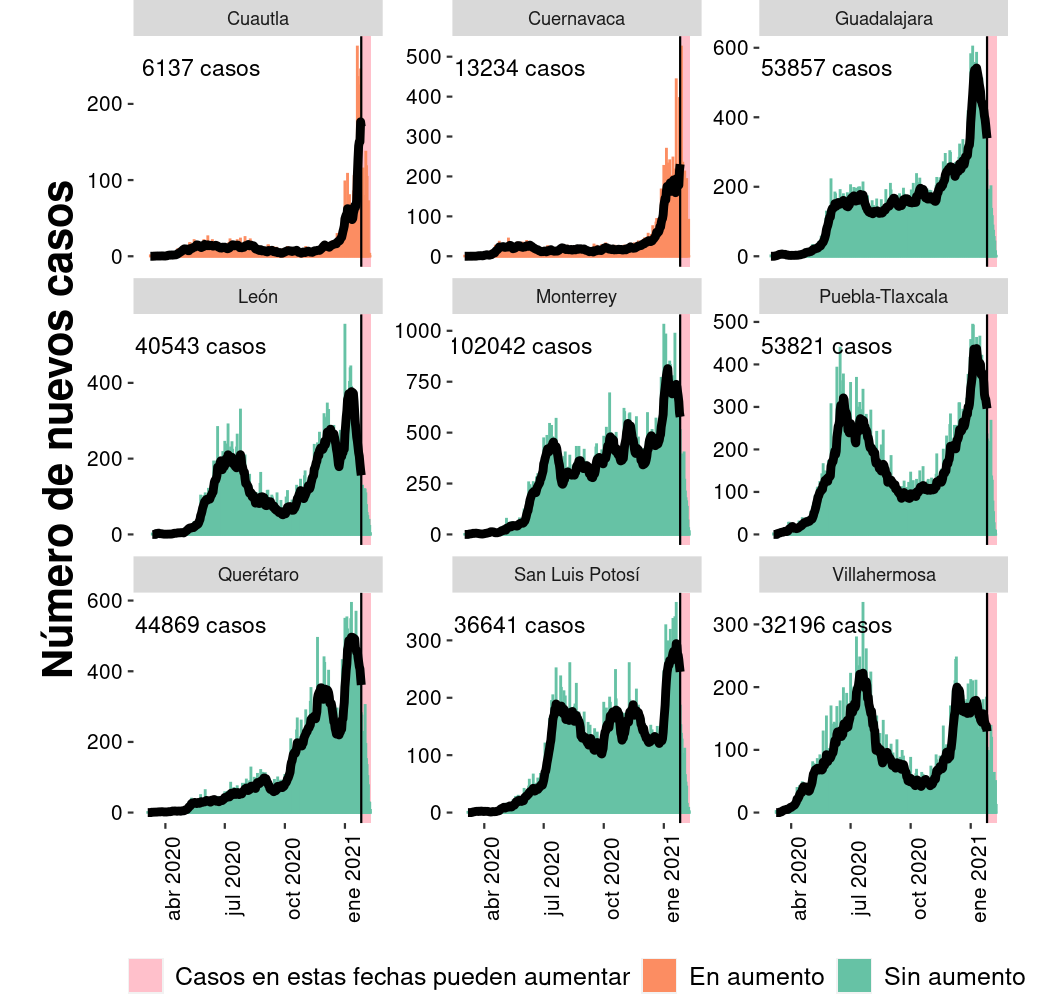 Número de nuevos casos
Cuautla
6137 casos
200
100
0
Cuernavaca
13234 casos
500
400
300
200
100
0
Guadalajara
53857 casos
600
400
200
0
León
40543 casos
400
200
0
Monterrey
102042 casos
1000
750
500
250
0
Puebla-Tlaxcala
53821 casos
500
400
300
200
100
0
Querétaro
44869 casos
600
400
200
0
San Luis Potosí
36641 casos
300
200
100
0
Villahermosa
32196 casos
300
200
100
0
abr 2020
jul 2020
oct 2020
ene 2021
abr 2020
jul 2020
oct 2020
ene 2021
abr 2020
jul 2020
oct 2020
ene 2021
Casos en estas fechas pueden aumentar
En aumento
Sin aumento